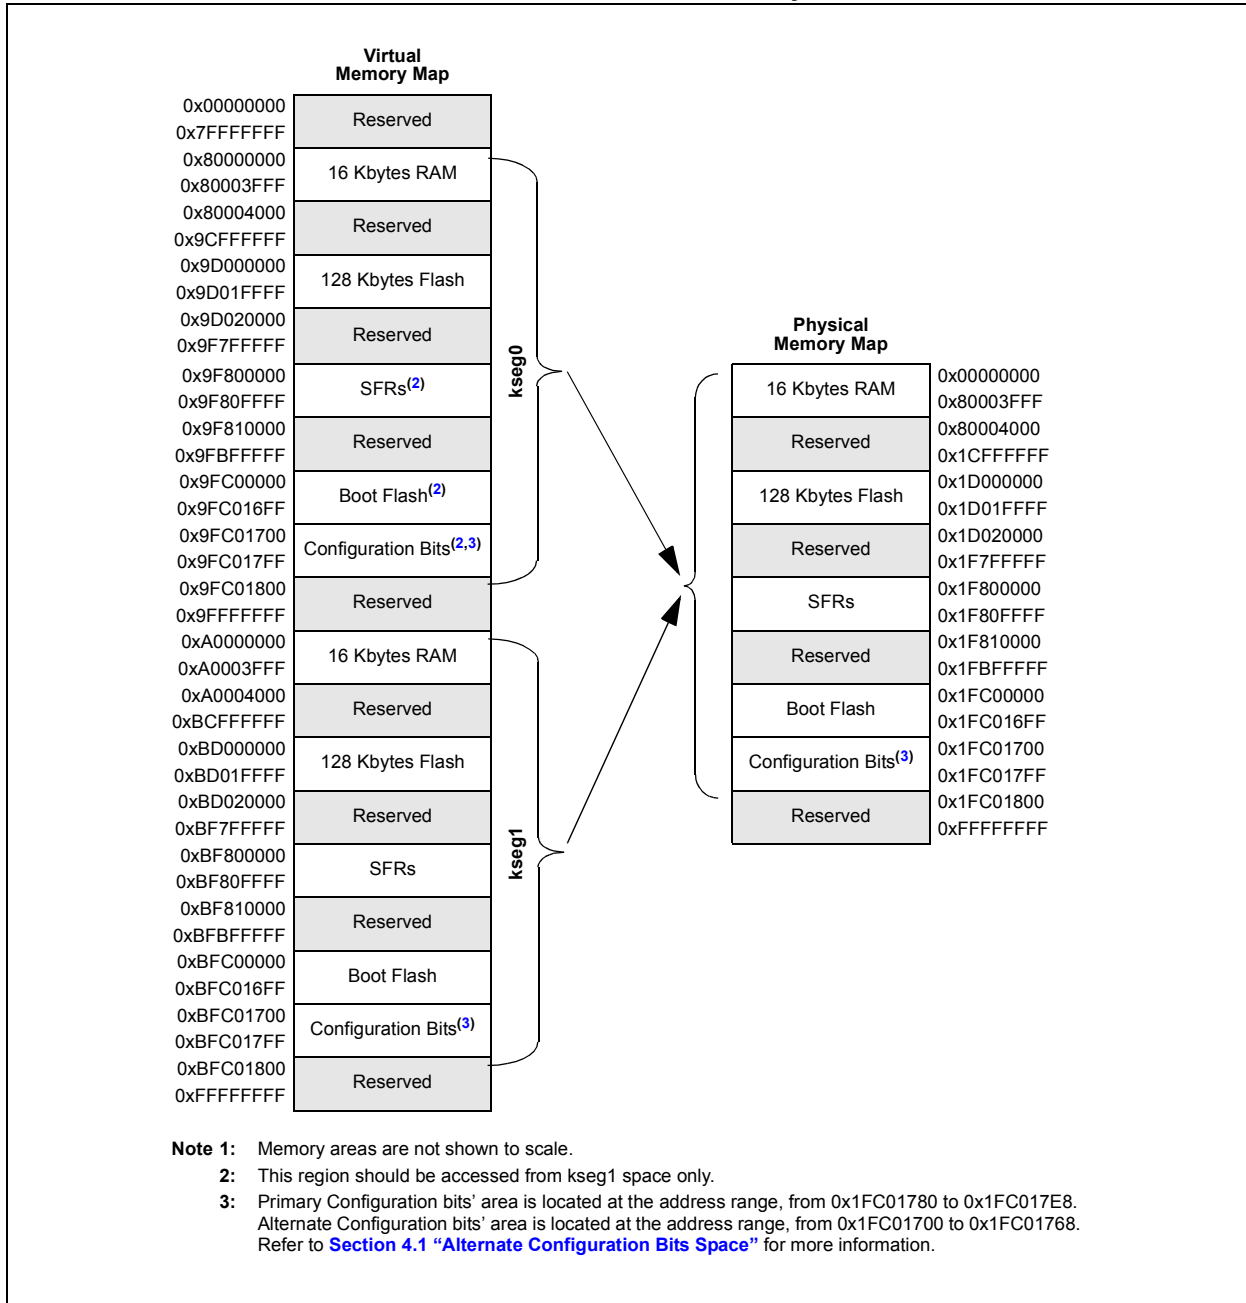 Virtual
Memory Map
0x00000000
Reserved
0x7FFFFFFF
0x80000000
16 Kbytes RAM
0x80003FFF
0x80004000
Reserved
0x9CFFFFFF
0x9D000000
128 Kbytes Flash
0x9D01FFFF
0x9D020000
Reserved
0x9F7FFFFF
0x9F800000
SFRs(2)
0x9F80FFFF
0x9F810000
Reserved
0x9FBFFFFF
0x9FC00000
Boot Flash(2)
0x9FC016FF
0x9FC01700
Configuration Bits(2,3)
0x9FC017FF
0x9FC01800
Reserved
0x9FFFFFFF
0xA0000000
16 Kbytes RAM
0xA0003FFF
0xA0004000
Reserved
0xBCFFFFFF
0xBD000000
128 Kbytes Flash
0xBD01FFFF
0xBD020000
Reserved
0xBF7FFFFF
0xBF800000
SFRs
0xBF80FFFF
0xBF810000
Reserved
0xBFBFFFFF
0xBFC00000
Boot Flash
0xBFC016FF
0xBFC01700
Configuration Bits(3)
0xBFC017FF
0xBFC01800
Reserved
0xFFFFFFFF
kseg0
kseg1
Physical
Memory Map
16 Kbytes RAM
0x00000000
0x80003FFF
Reserved
0x80004000
0x1CFFFFFF
128 Kbytes Flash
0x1D000000
0x1D01FFFF
Reserved
0x1D020000
0x1F7FFFFF
SFRs
0x1F800000
0x1F80FFFF
Reserved
0x1F810000
0x1FBFFFFF
Boot Flash
0x1FC00000
0x1FC016FF
Configuration Bits(3)
0x1FC01700
0x1FC017FF
Reserved
0x1FC01800
0xFFFFFFFF
Note 1: Memory areas are not shown to scale.
2: This region should be accessed from kseg1 space only.
3: Primary Configuration bits’ area is located at the address range, from 0x1FC01780 to 0x1FC017E8.
Alternate Configuration bits’ area is located at the address range, from 0x1FC01700 to 0x1FC01768.
Refer to Section 4.1 “Alternate Configuration Bits Space” for more information.